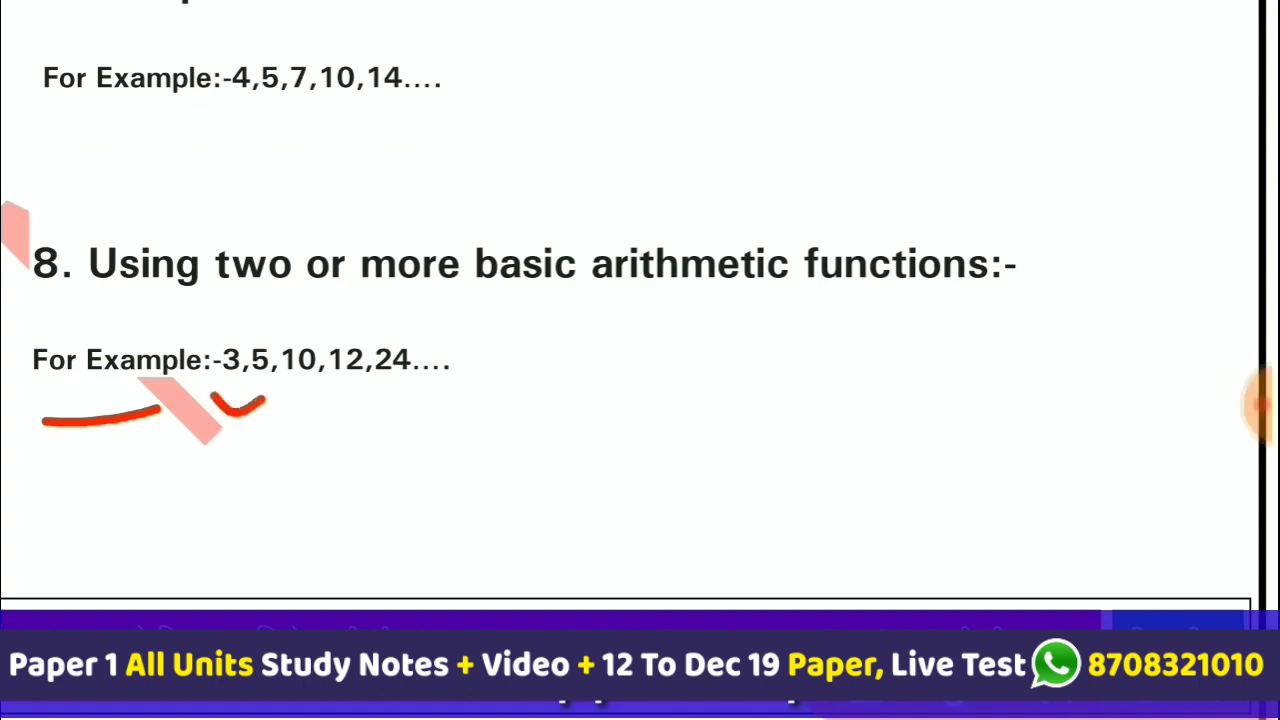 For Example:-4,5,7,10,14....
8. Using two or more basic arithmetic functions:-
For Example:-3,5,10,12,24....
Paper 1 All Units Study Notes + Video + 12 To Dec 19 Paper, Live Test 8708321010